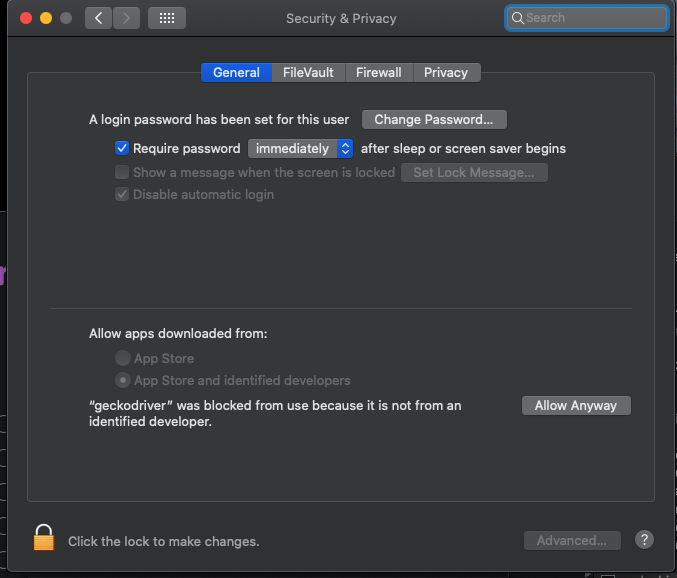 Security & Privacy
Search
General FileVault Firewall Privacy
A login password has been set for this user Change Password...
Require password immediately after sleep or screen saver begins
Show a message when the screen is locked Set Lock Message...
Disable automatic login
Allow apps downloaded from:
App Store
App Store and identified developers
“geckodriver” was blocked from use because it is not from an
identified developer.
Allow Anyway
Click the lock to make changes.
Advanced...
?